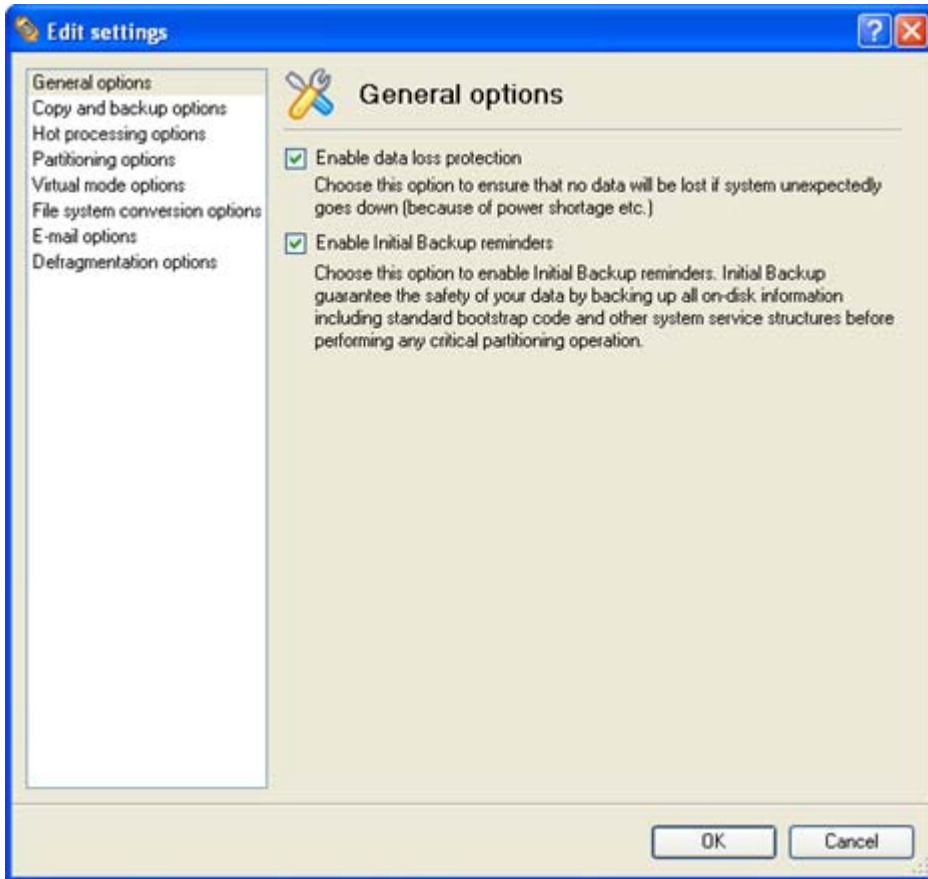 Edit settings
General options
Copy and backup options
Hot processing options
Partitioning options
Virtual mode options
File system conversion options
E-mail options
Defragmentation options
General options
Enable data loss protection
Choose this option to ensure that no data will be lost if system unexpectedly
goes down (because of power shortage etc.)
Enable Initial Backup reminders
Choose this option to enable Initial Backup reminders. Initial Backup
guarantee the safety of your data by backing up all on-disk information
including standard bootstrap code and other system service structures before
performing any critical partitioning operation.
OK
Cancel